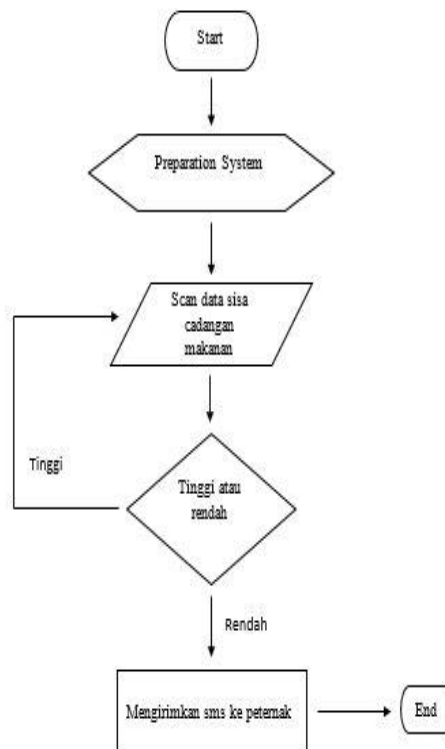 Start
Preparation System
Scan data sisa
cadangan
makanan
Tinggi
Tinggi atau
rendah
Rendah
Mengirimkan sms ke peternak
End